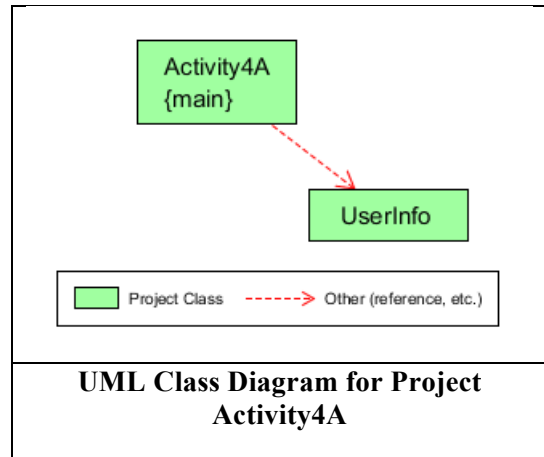 Activity4A
{main}
UserInfo
Project Class
Other (reference, etc.)
UML Class Diagram for Project
Activity4A